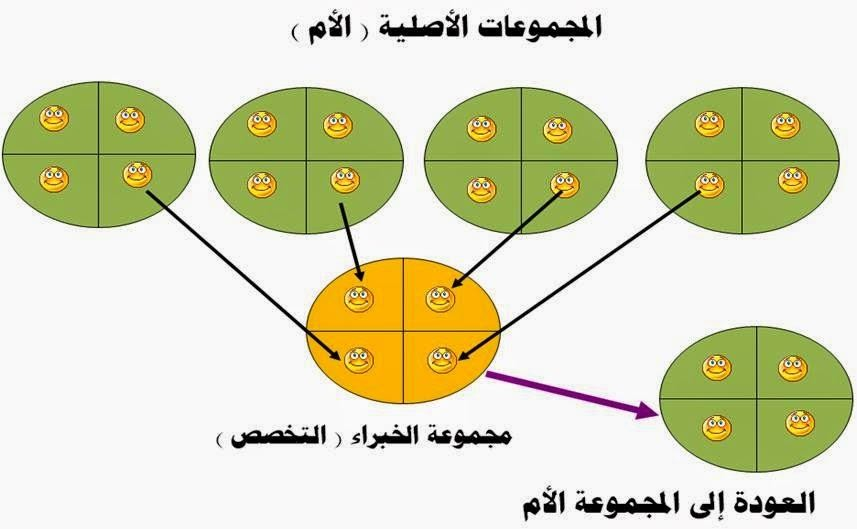 المجموعات الأصلية ( الأم )
مجموعة الخبراء ( التخصص )
العودة إلى المجموعة الأم